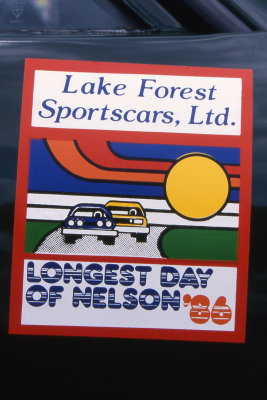 Lake Forest
Sportscars, Ltd.
LONGEST DAY
OF NELSON '86